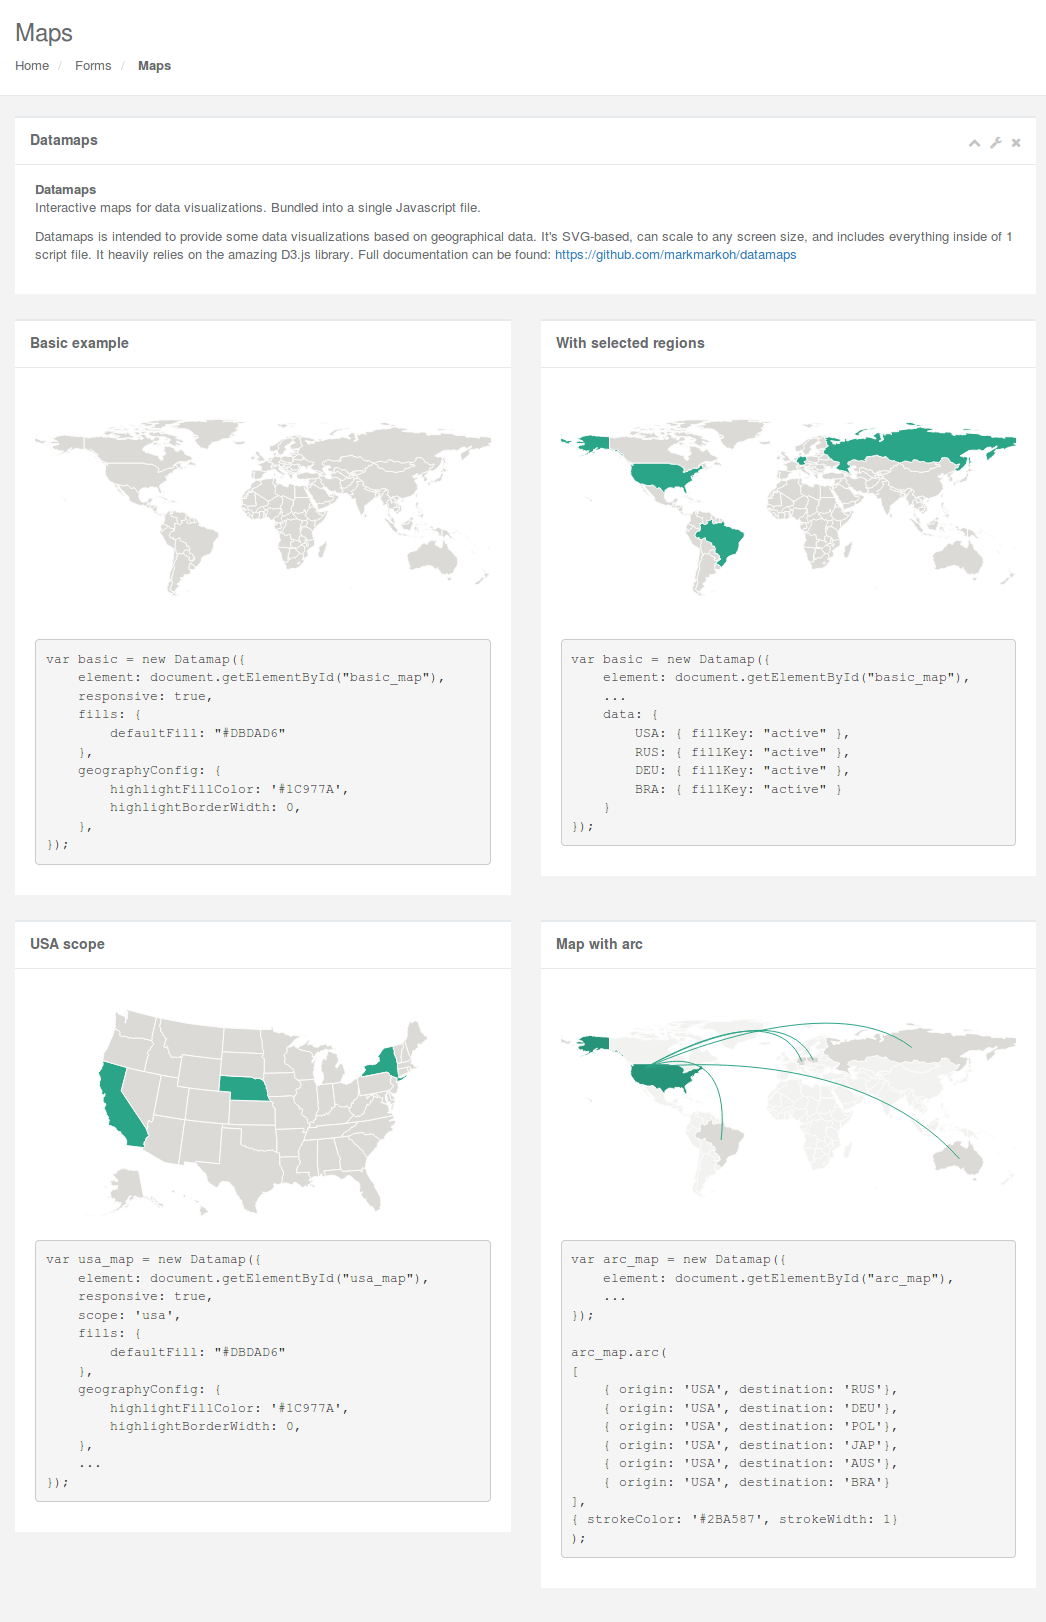 Maps
Home / Forms / Maps
Datamaps
Datamaps
Interactive maps for data visualizations. Bundled into a single Javascript file.
Datamaps is intended to provide some data visualizations based on geographical data. It's SVG-based, can scale to any screen size, and includes everything inside of 1
script file. It heavily relies on the amazing D3.js library. Full documentation can be found: https://github.com/markmarkoh/datamaps
Basic example
var basic = new Datamap({
    element: document.getElementById("basic_map"),
    responsive: true,
    fills: {
        defaultFill: "#DBDAD6"
    },
    geographyConfig: {
        highlightFillColor: '#1C977A',
        highlightBorderWidth: 0,
    },
});
With selected regions
var basic = new Datamap({
    element: document.getElementById("basic_map"),
    ...
    data: {
        USA: { fillKey: "active" },
        RUS: { fillKey: "active" },
        DEU: { fillKey: "active" },
        BRA: { fillKey: "active" }
    }
});
USA scope
var usa_map = new Datamap({
    element: document.getElementById("usa_map"),
    responsive: true,
    scope: 'usa',
    fills: {
        defaultFill: "#DBDAD6"
    },
    geographyConfig: {
        highlightFillColor: '#1C977A',
        highlightBorderWidth: 0,
    },
    ...
});
Map with arc
var arc_map = new Datamap({
    element: document.getElementById("arc_map"),
    ...
});
arc_map.arc(
[
    { origin: 'USA', destination: 'RUS'},
    { origin: 'USA', destination: 'DEU'},
    { origin: 'USA', destination: 'POL'},
    { origin: 'USA', destination: 'JAP'},
    { origin: 'USA', destination: 'AUS'},
    { origin: 'USA', destination: 'BRA'}
],
{ strokeColor: '#2BA587', strokeWidth: 1}
);